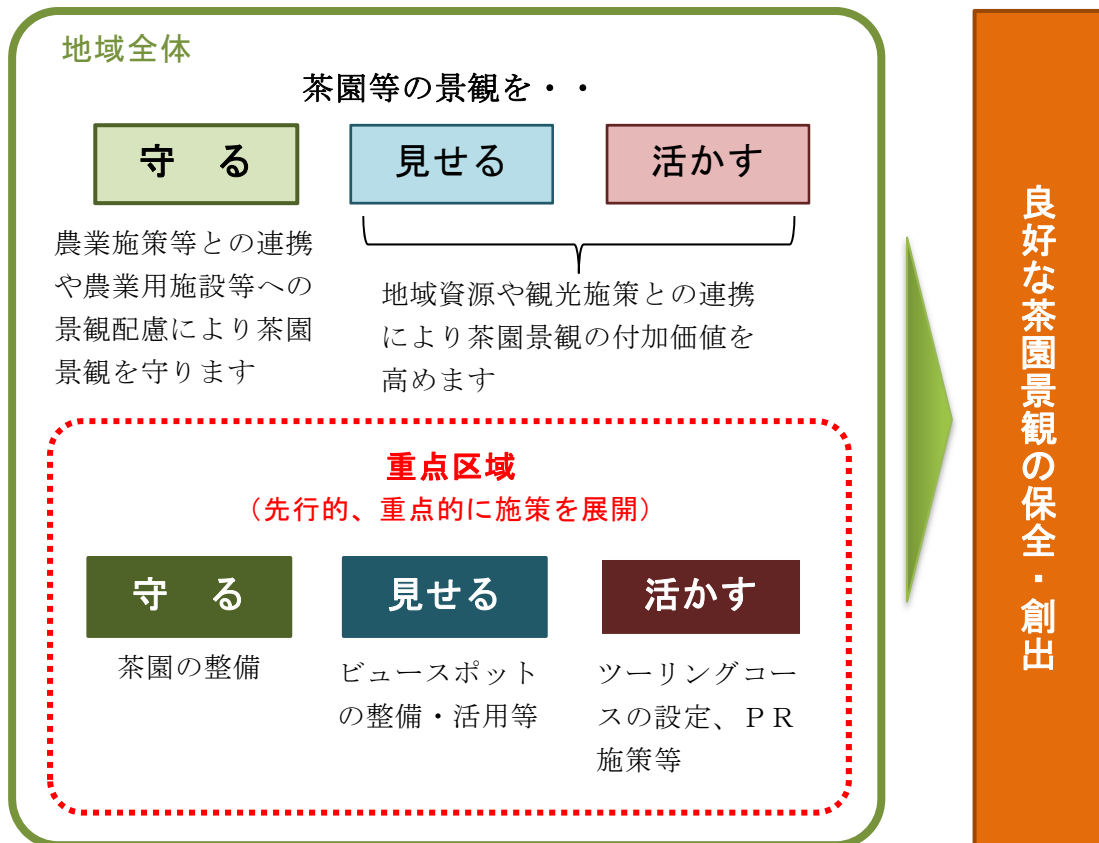 地域全体
茶園等の景観を・・
守　る
見せる
活かす
農業施策等との連携
や農業用施設等への
景観配慮により茶園
景観を守ります
地域資源や観光施策との連携
により茶園景観の付加価値を
高めます
重点区域
（先行的、重点的に施策を展開）
守　る
見せる
活かす
茶園の整備
ビュースポット
の整備・活用等
ツーリングコー
スの設定、ＰＲ
施策等
良好な茶園景観の保全・創出